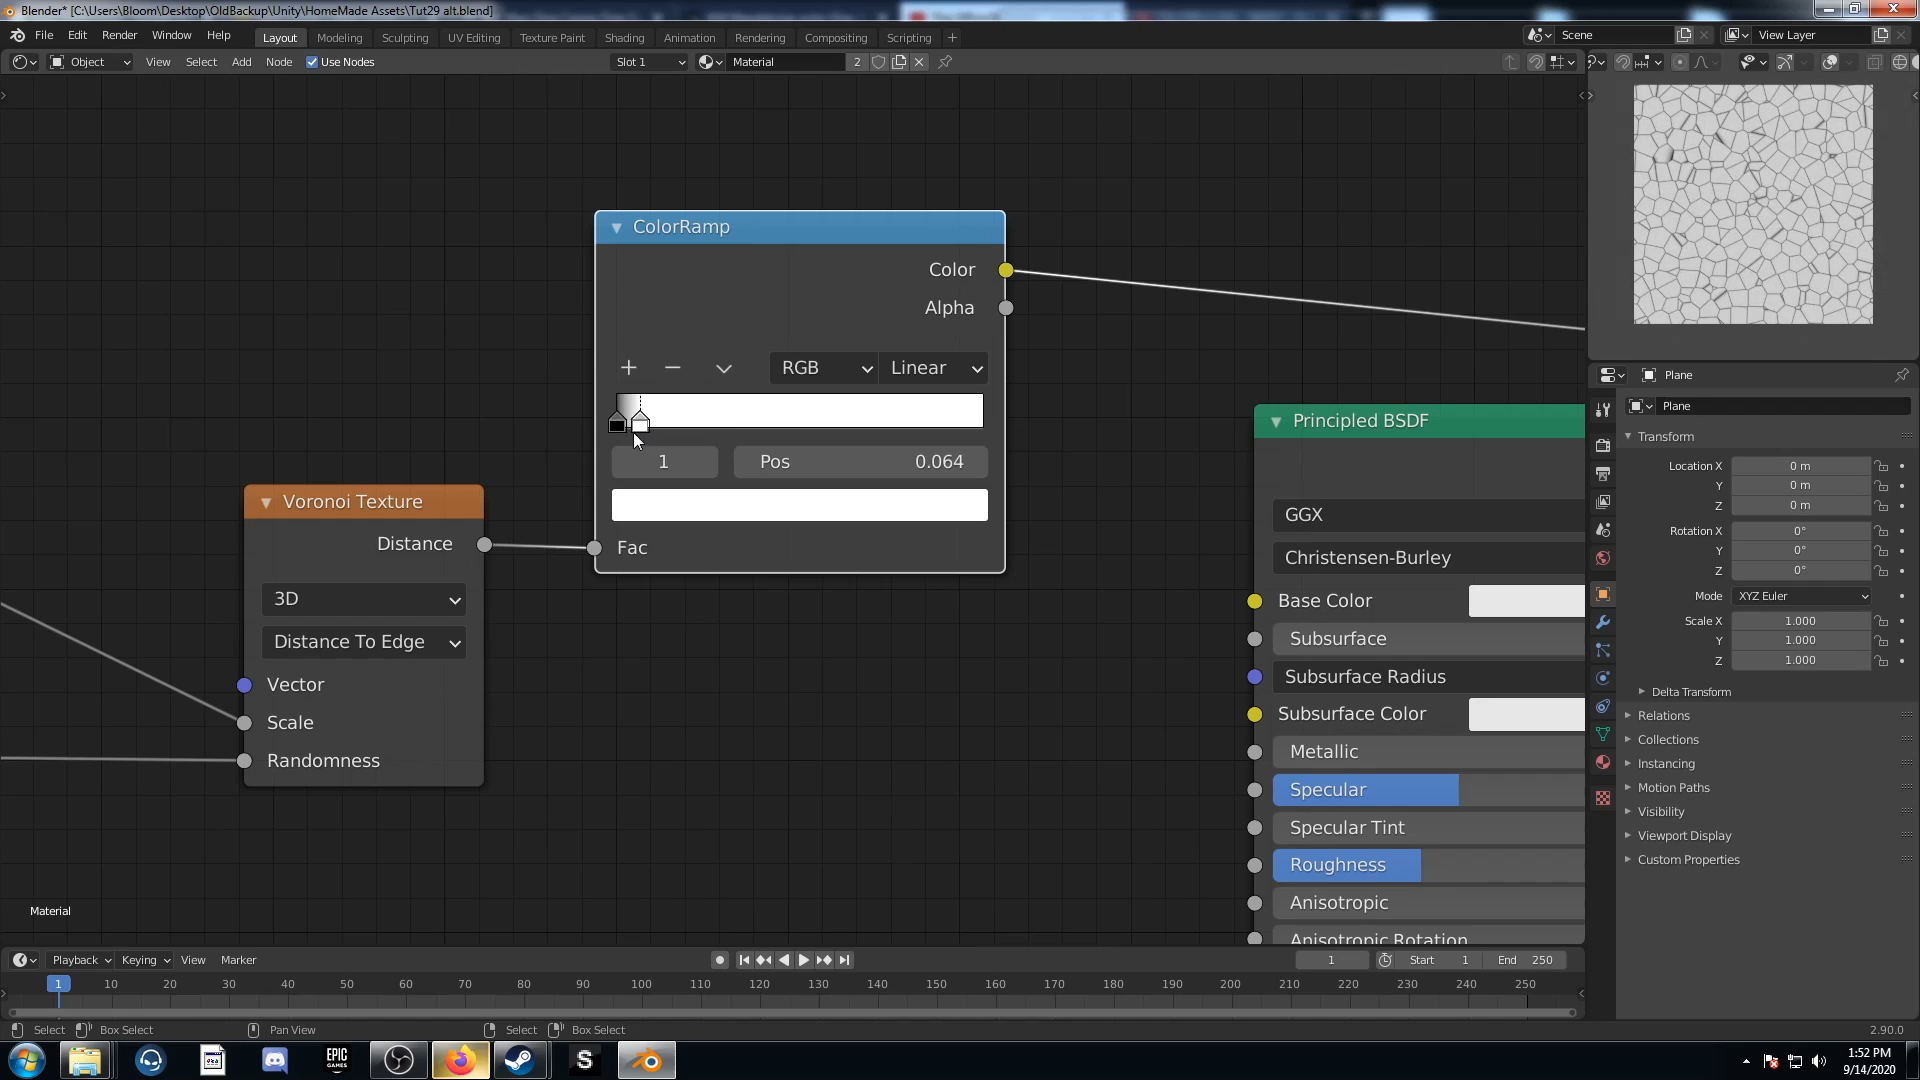 Blender* [C:\Users\Bloom\Desktop\OldBackup\Unity\HomeMade Assets\Tut29 alt.blend]
File Edit Render Window Help Layout Modeling Sculpting UV Editing Texture Paint Shading Animation Rendering Compositing Scripting + Scene View Layer
Object View Select Add Node Use Nodes Slot 1 Material 2
ColorRamp
Color
Alpha
RGB Linear
1 Pos 0.064
Fac
Voronoi Texture
Distance
3D
Distance To Edge
Vector
Scale
Randomness
Principled BSDF
GGX
Christensen-Burley
Base Color
Subsurface
Subsurface Radius
Subsurface Color
Metallic
Specular
Specular Tint
Roughness
Anisotropic
Anisotropic Rotation
Material
Plane
Plane
Transform
Location X 0 m
Y 0 m
Z 0 m
Rotation X 0°
Y 0°
Z 0°
Mode XYZ Euler
Scale X 1.000
Y 1.000
Z 1.000
Delta Transform
Relations
Collections
Instancing
Motion Paths
Visibility
Viewport Display
Custom Properties
Playback Keying View Marker 1 Start 1 End 250
1 10 20 30 40 50 60 70 80 90 100 110 120 130 140 150 160 170 180 190 200 210 220 230 240 250
Select Box Select Pan View Select Box Select 2.90.0
EPIC
GAMES
S
1:52 PM
9/14/2020